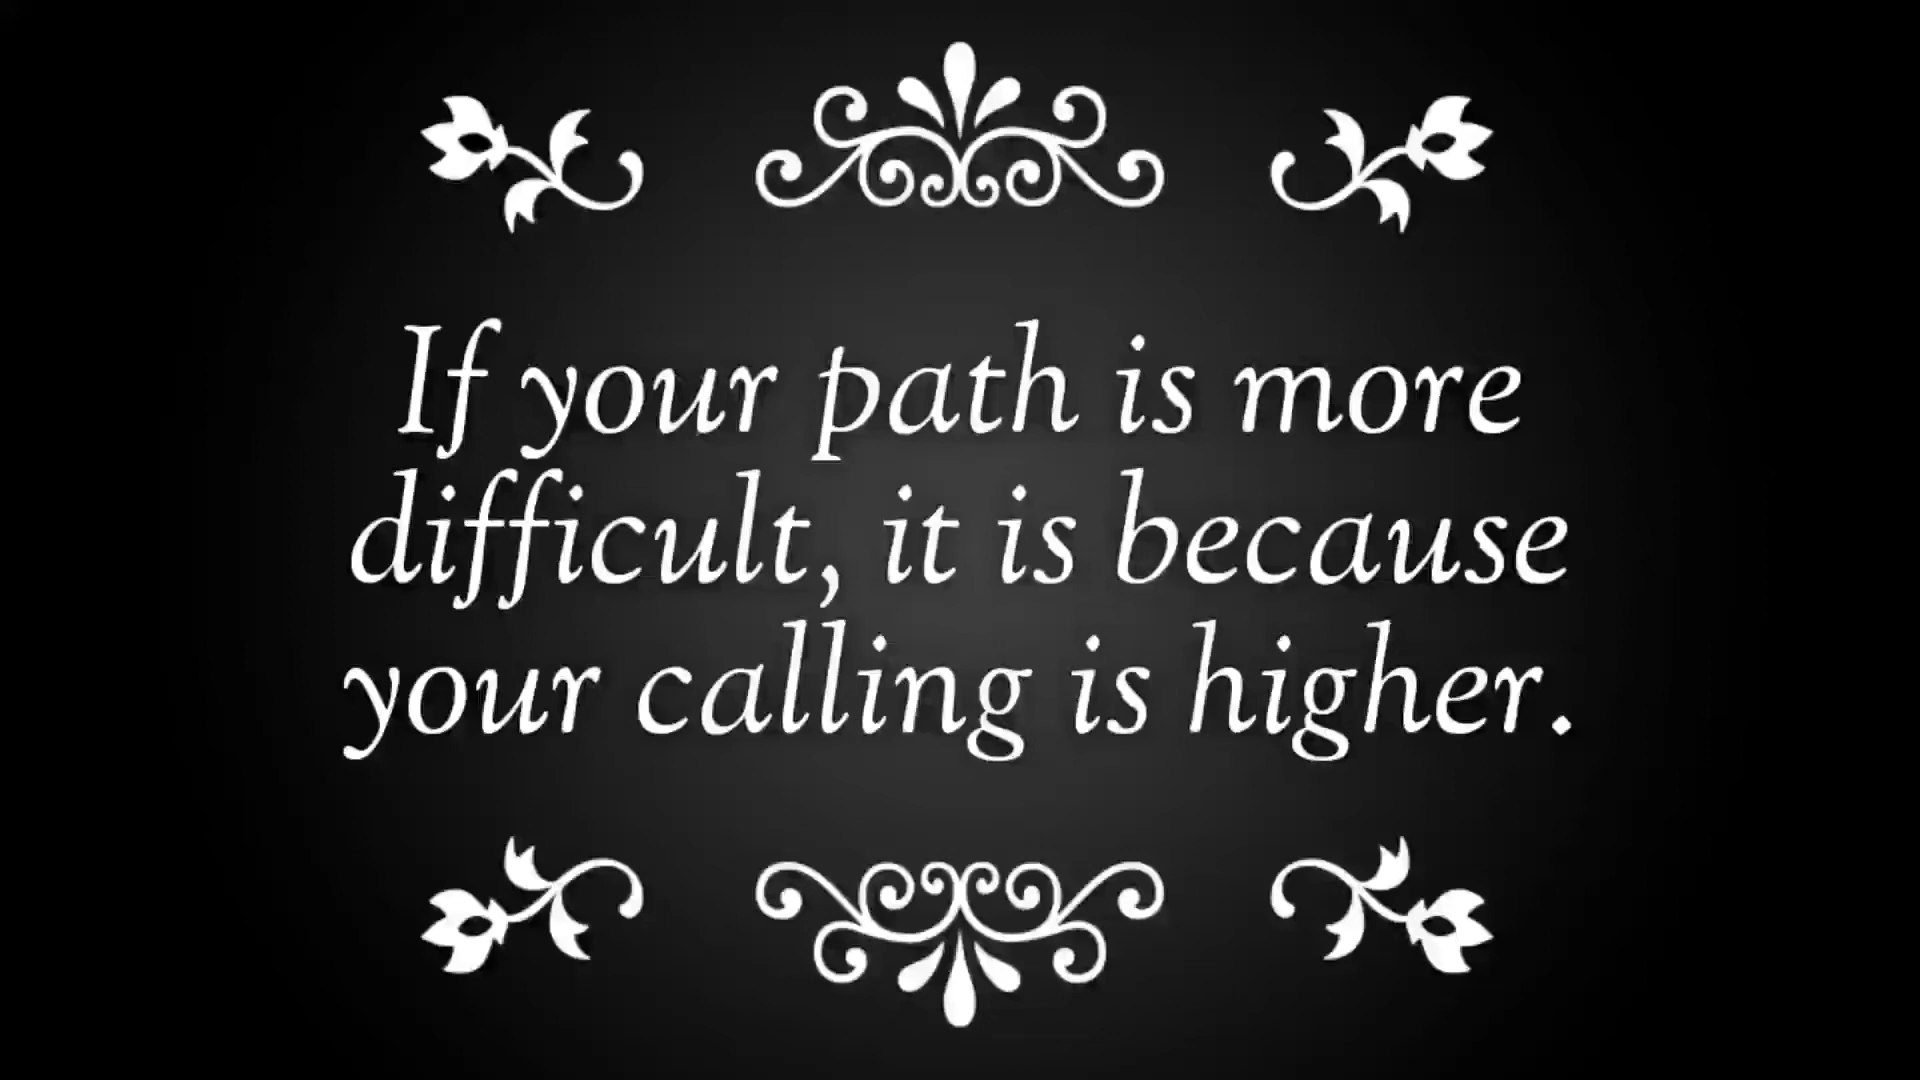 If your path is more
difficult, it is because
your calling is higher.